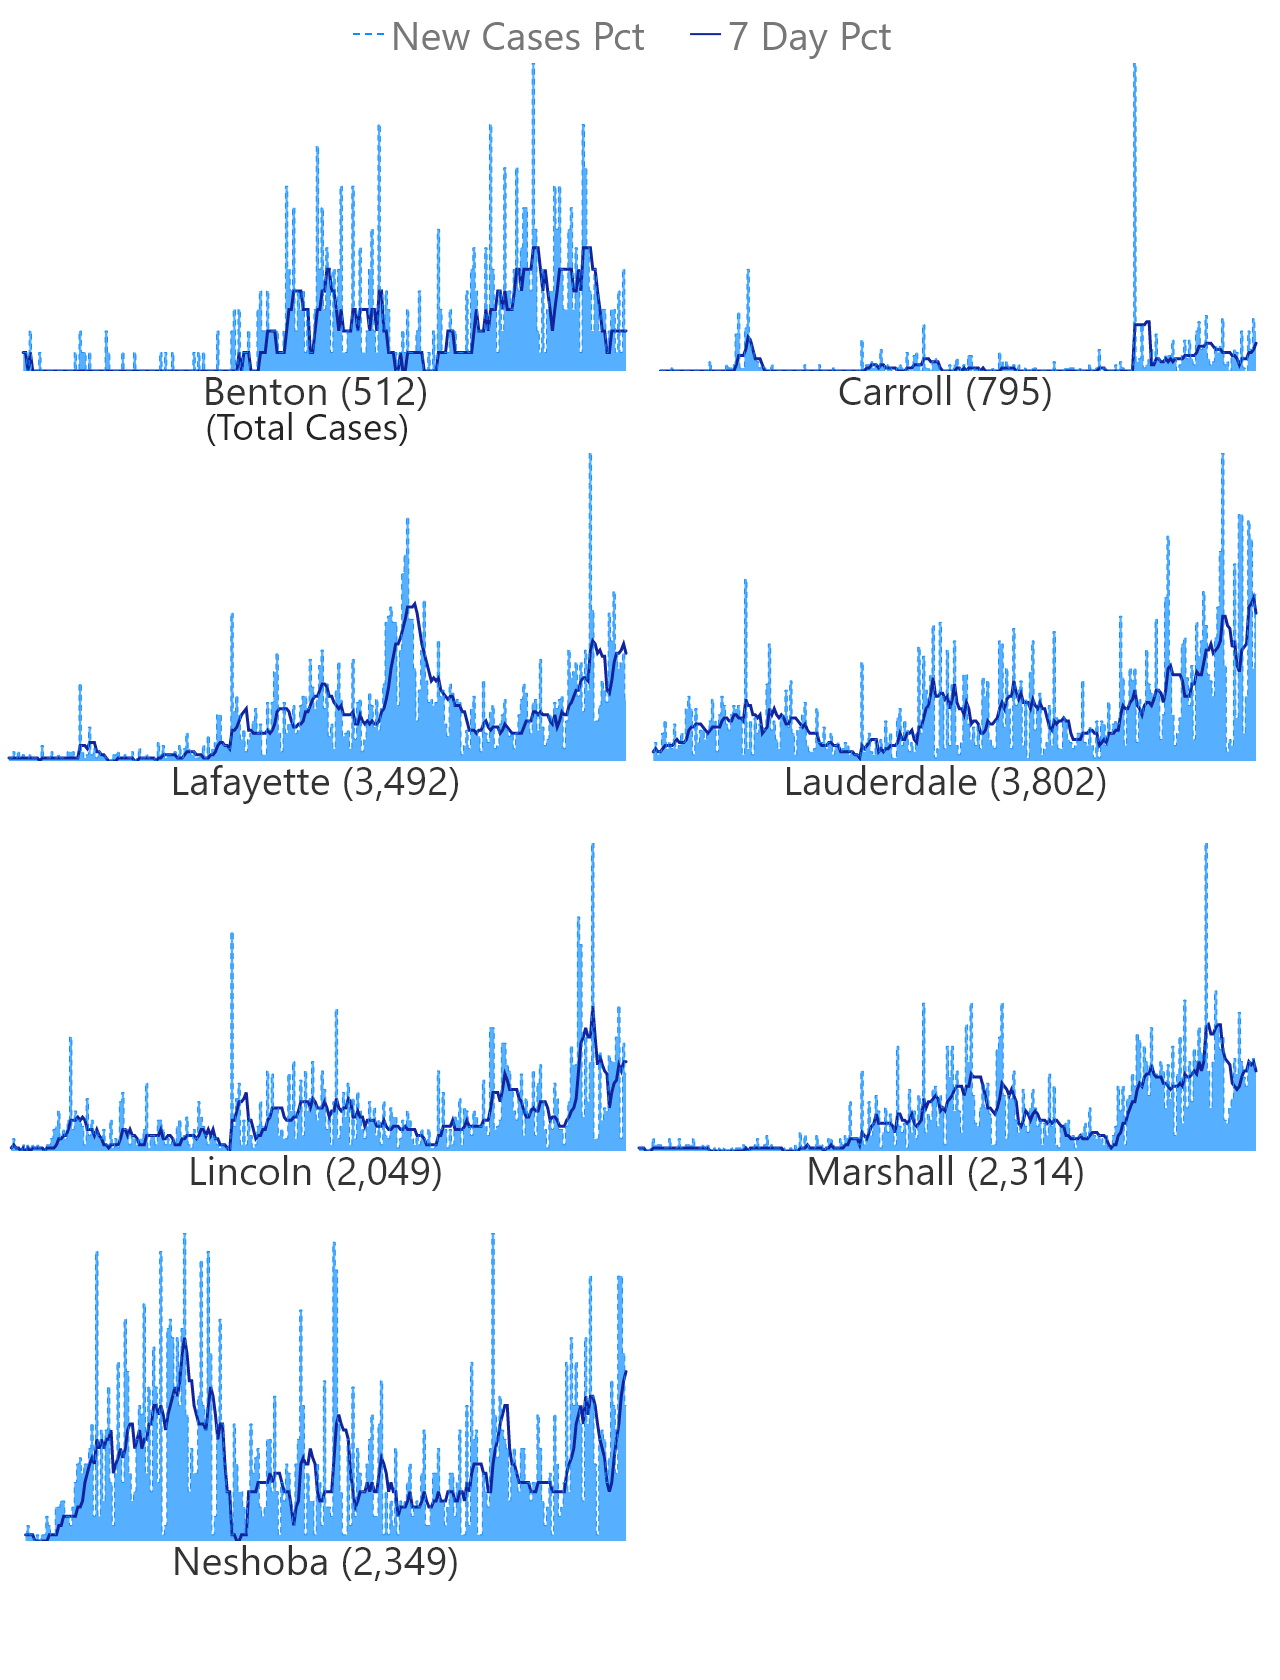 New Cases Pct 7 Day Pct
Benton (512)
(Total Cases)
Carroll (795)
Lafayette (3,492)
Lauderdale (3,802)
Lincoln (2,049)
Marshall (2,314)
Neshoba (2,349)